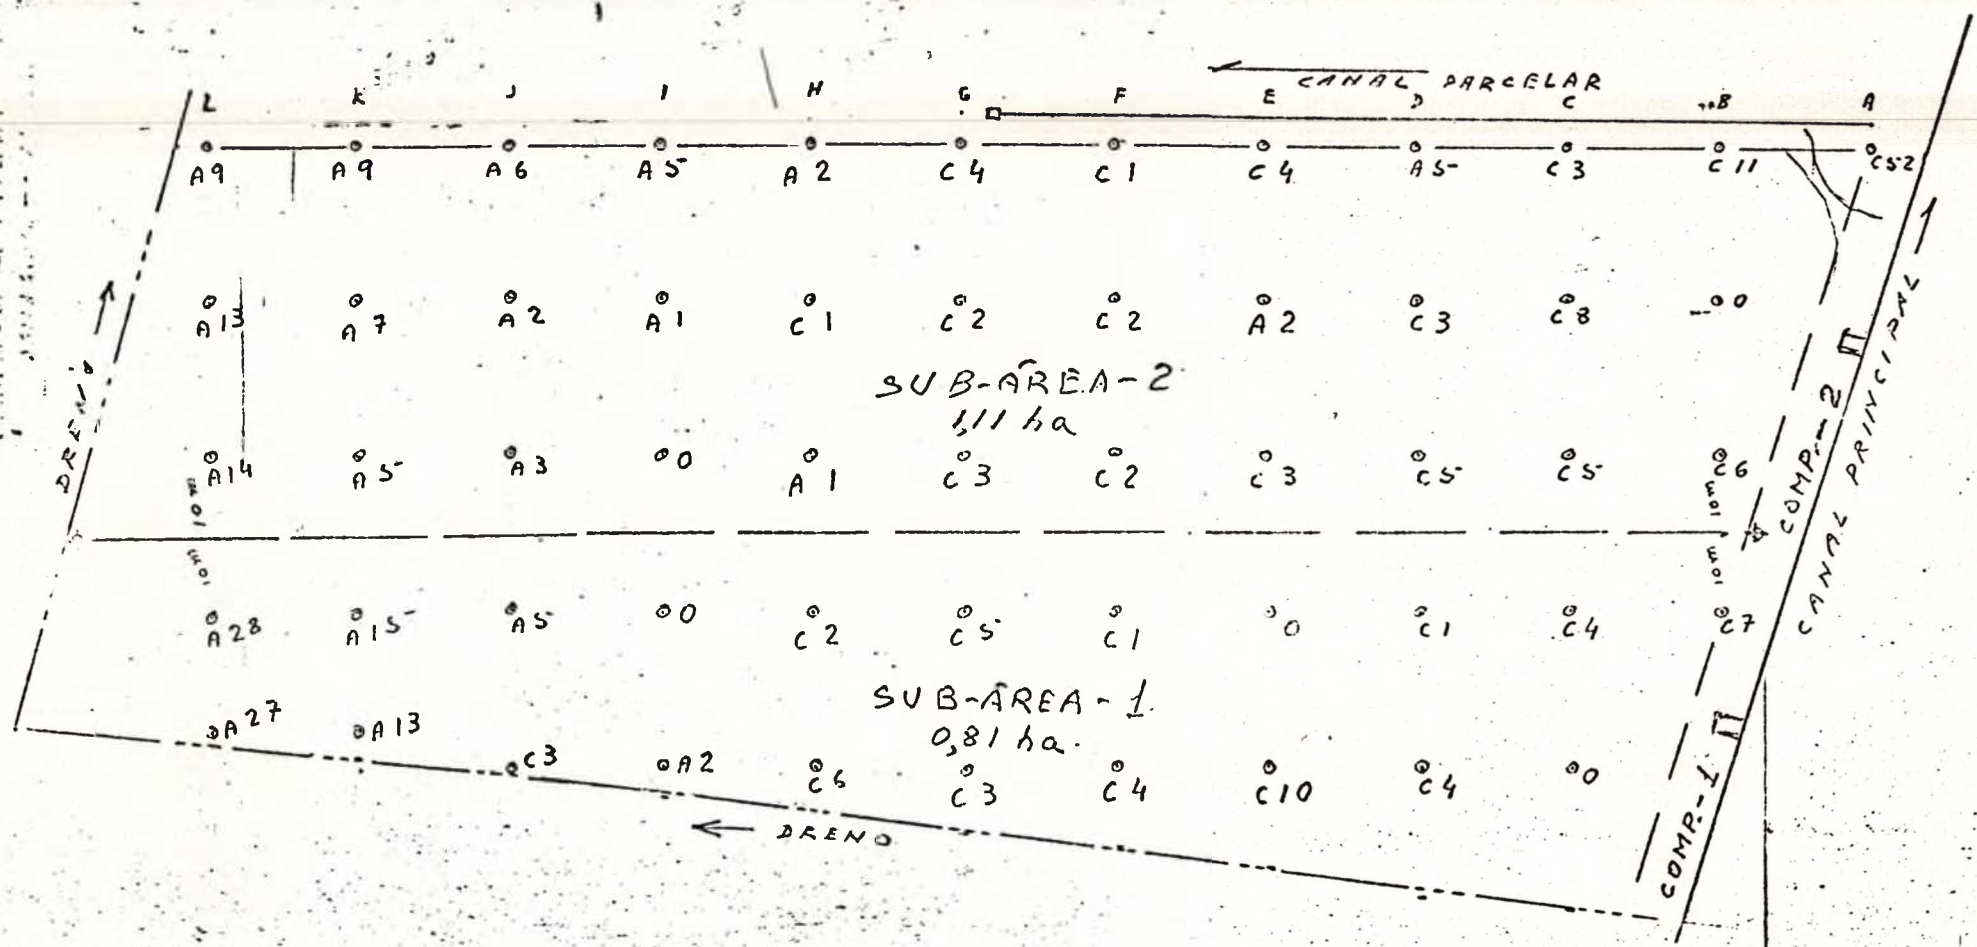 CANAL PARCELAR
L K J I H G F E D C B A
A9 A9 A6 A5 A2 C4 C1 C4 A5 C3 C11 C52
A13 A7 A2 A1 C1 C2 C2 A2 C3 C8 0
SUB-ÁREA-2
1,11 ha
A14 A5 A3 0 A1 C3 C2 C3 C5 C5 C6
DRENO
10m
10m
10m
10m
COMP.-2
CANAL PRINCIPAL
A28 A15 A5 0 C2 C5 C1 0 C1 C4 C7
SUB-ÁREA-1
0,81 ha.
A27 A13 C3 A2 C6 C3 C4 C10 C4 0
DRENO
COMP.-1